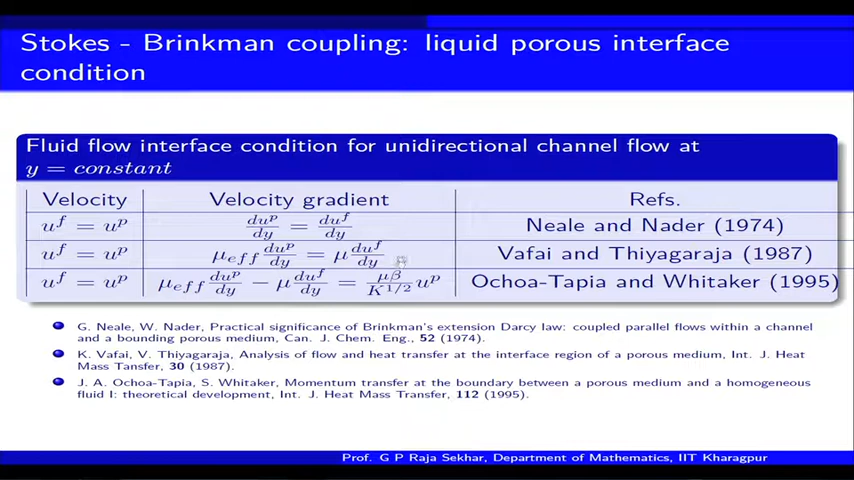 Stokes - Brinkman coupling: liquid porous interface
condition
Fluid flow interface condition for unidirectional channel flow at
y = constant
Velocity | Velocity gradient | Refs.
u^f = u^p | du^p/dy = du^f/dy | Neale and Nader (1974)
u^f = u^p | μ_eff du^p/dy = μ du^f/dy | Vafai and Thiyagaraja (1987)
u^f = u^p | μ_eff du^p/dy − μ du^f/dy = μβ/K^1/2 u^p | Ochoa-Tapia and Whitaker (1995)
G. Neale, W. Nader, Practical significance of Brinkman's extension Darcy law: coupled parallel flows within a channel
and a bounding porous medium, Can. J. Chem. Eng., 52 (1974).
K. Vafai, V. Thiyagaraja, Analysis of flow and heat transfer at the interface region of a porous medium, Int. J. Heat
Mass Tansfer, 30 (1987).
J. A. Ochoa-Tapia, S. Whitaker, Momentum transfer at the boundary between a porous medium and a homogeneous
fluid I: theoretical development, Int. J. Heat Mass Transfer, 112 (1995).
Prof. G P Raja Sekhar, Department of Mathematics, IIT Kharagpur